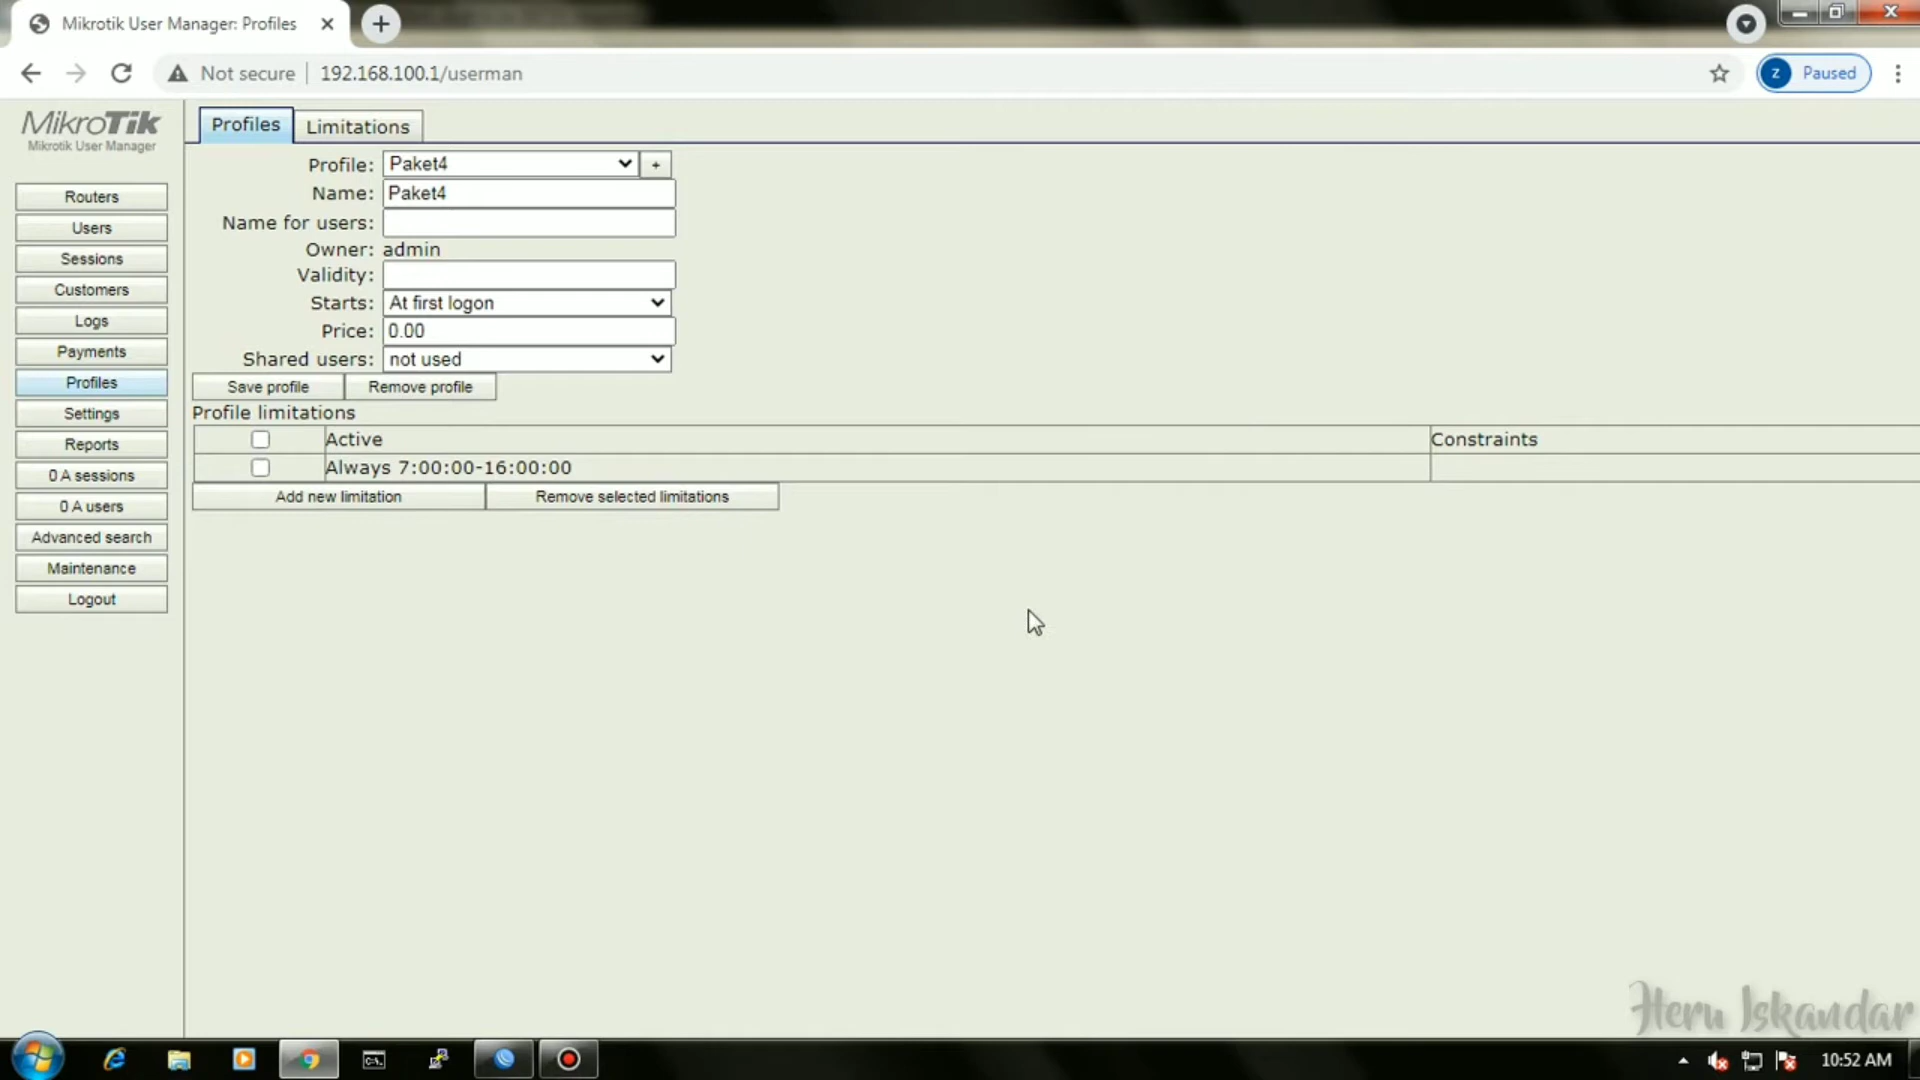 Mikrotik User Manager: Profiles
Not secure 192.168.100.1/userman
z Paused
MikroTik
Mikrotik User Manager
Routers
Users
Sessions
Customers
Logs
Payments
Profiles
Settings
Reports
0 A sessions
0 A users
Advanced search
Maintenance
Logout
Profiles Limitations
Profile: Paket4 +
Name: Paket4
Name for users:
Owner: admin
Validity:
Starts: At first logon
Price: 0.00
Shared users: not used
Save profile Remove profile
Profile limitations
Active Constraints
Always 7:00:00-16:00:00
Add new limitation Remove selected limitations
Heru Iskandar
10:52 AM